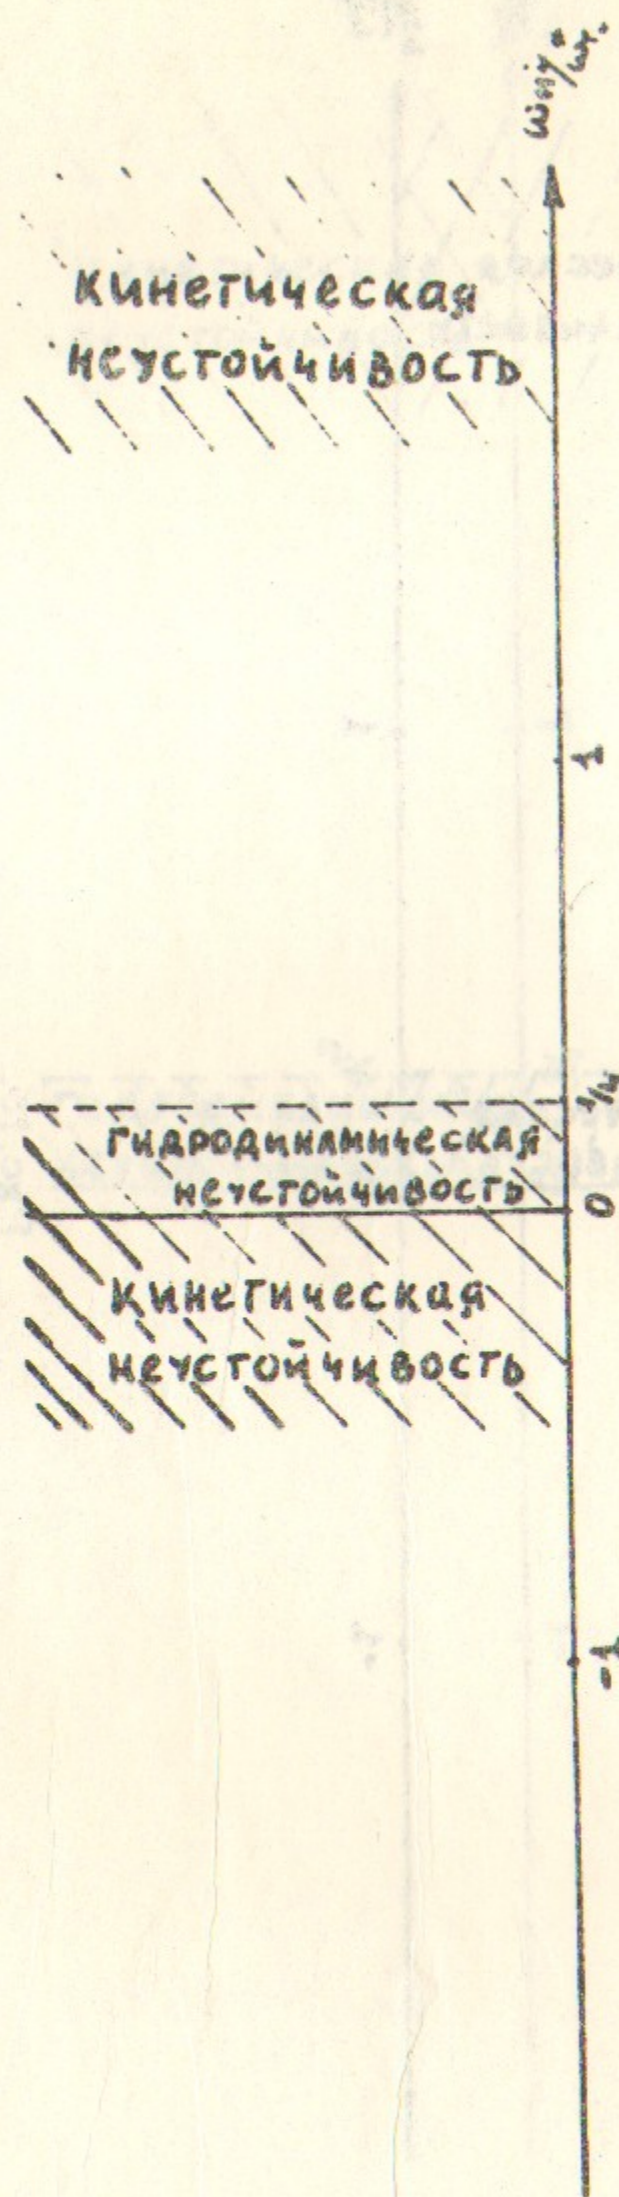 кинетическая
неустойчивость
1
1/4
гидродинамическая
неустойчивость
0
кинетическая
неустойчивость
-1